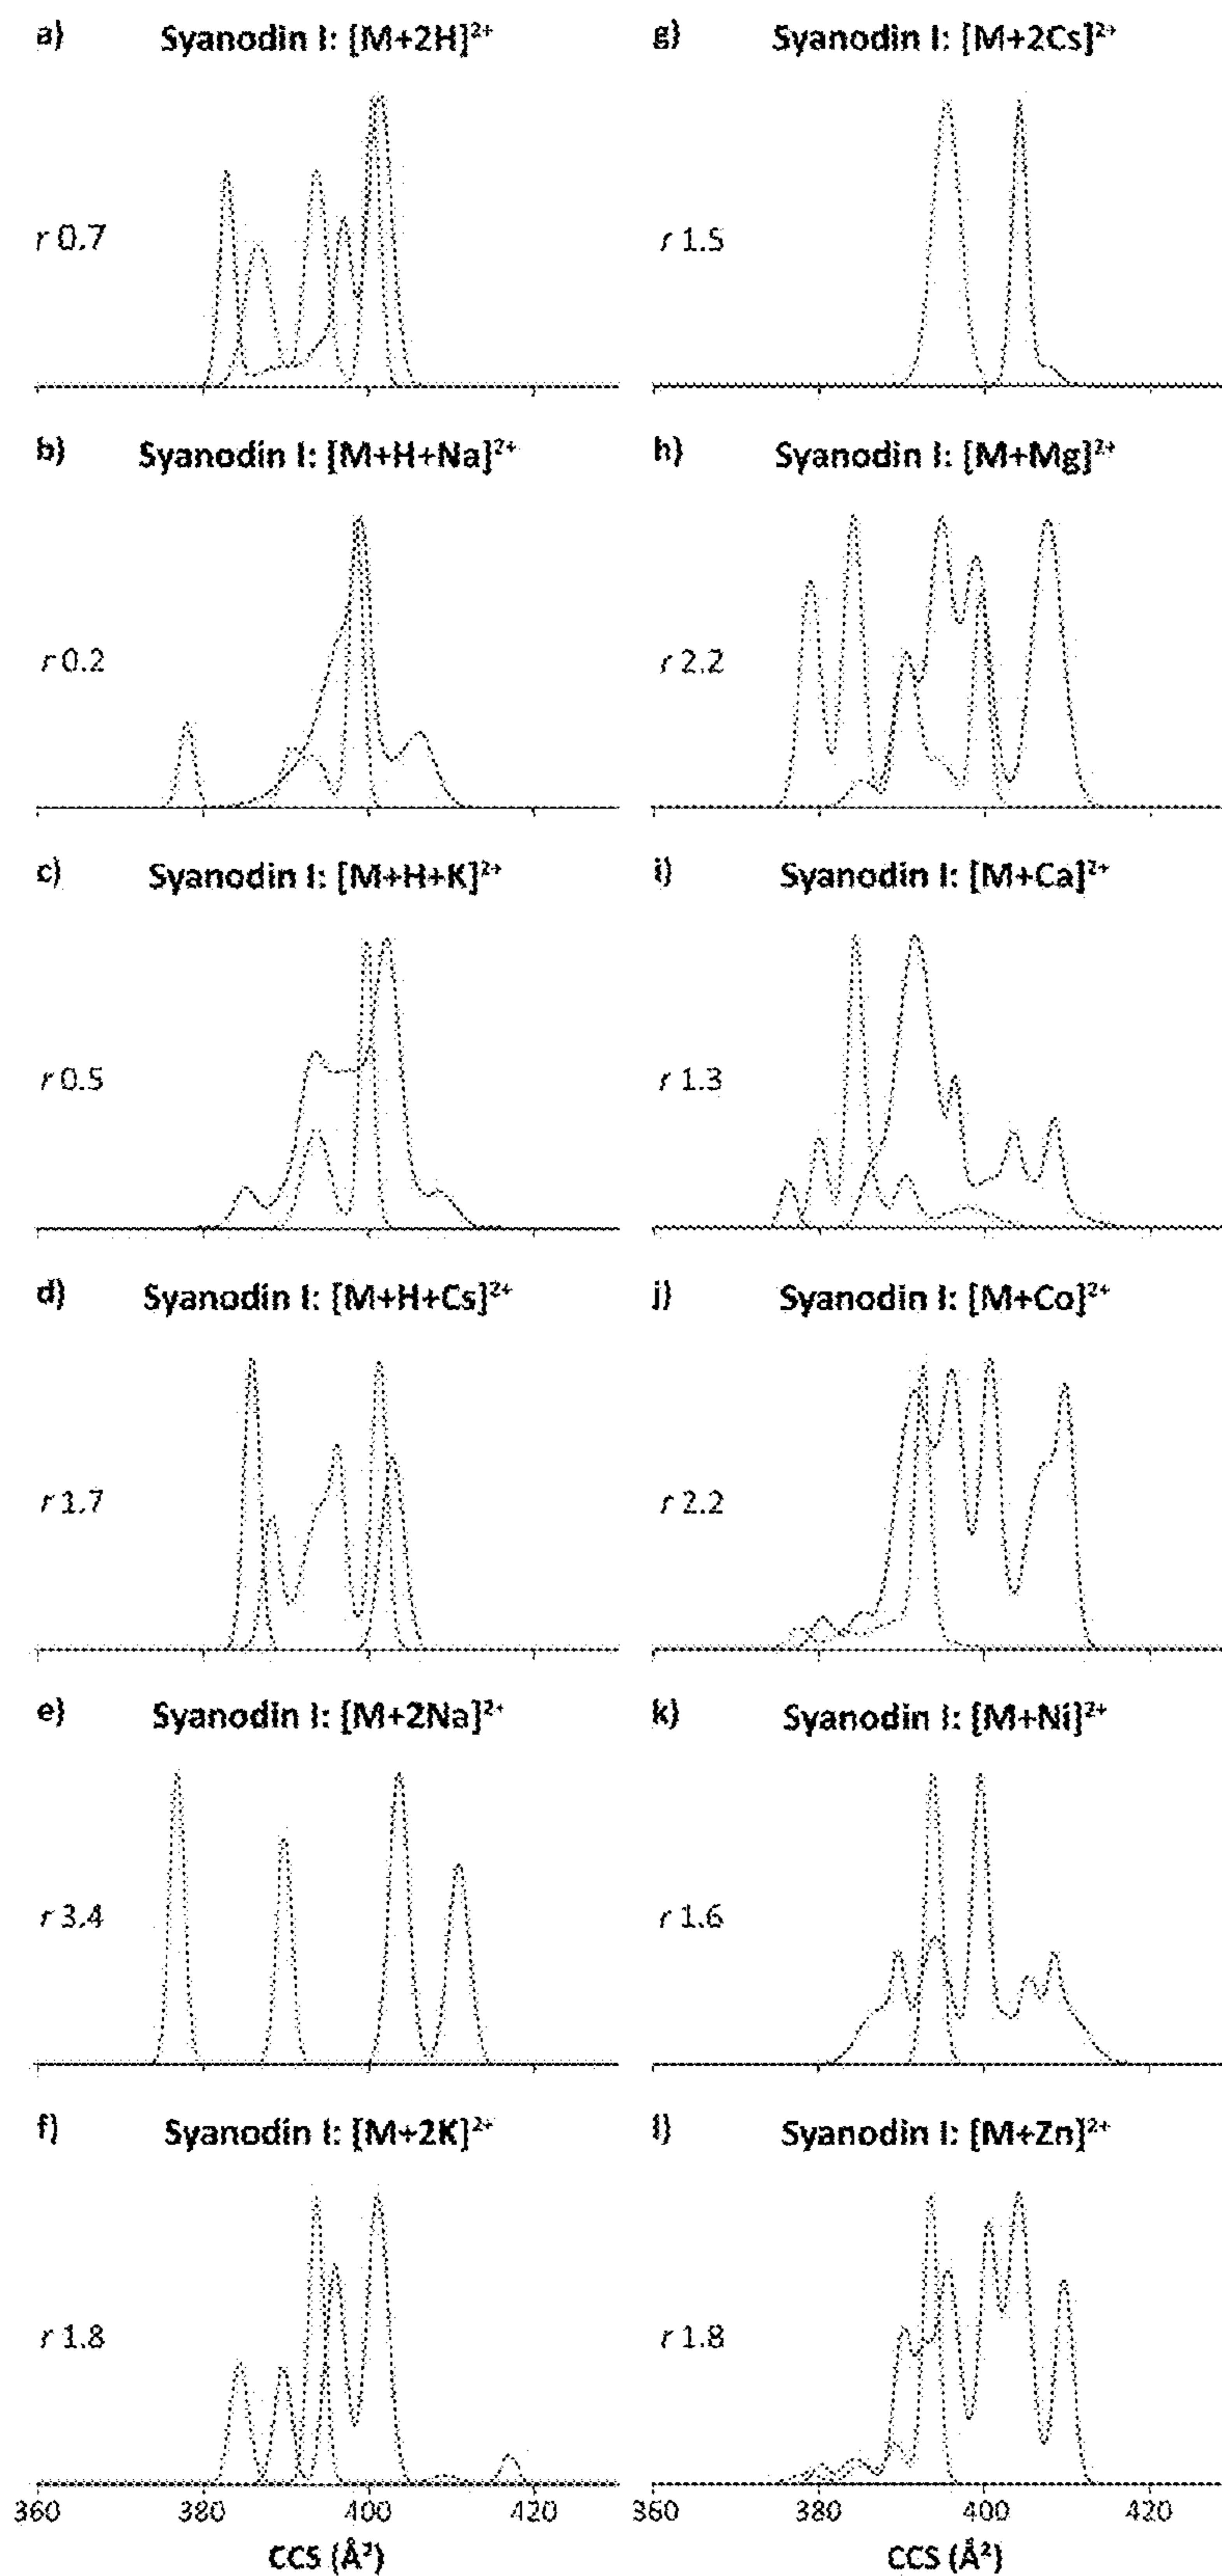 a) Syanodin I: [M+2H]²⁺
r 0.7
b) Syanodin I: [M+H+Na]²⁺
r 0.2
c) Syanodin I: [M+H+K]²⁺
r 0.5
d) Syanodin I: [M+H+Cs]²⁺
r 1.7
e) Syanodin I: [M+2Na]²⁺
r 3.4
f) Syanodin I: [M+2K]²⁺
r 1.8
360 380 400 420
CCS (Å²)
g) Syanodin I: [M+2Cs]²⁺
r 1.5
h) Syanodin I: [M+Mg]²⁺
r 2.2
i) Syanodin I: [M+Ca]²⁺
r 1.3
j) Syanodin I: [M+Co]²⁺
r 2.2
k) Syanodin I: [M+Ni]²⁺
r 1.6
l) Syanodin I: [M+Zn]²⁺
r 1.8
360 380 400 420
CCS (Å²)